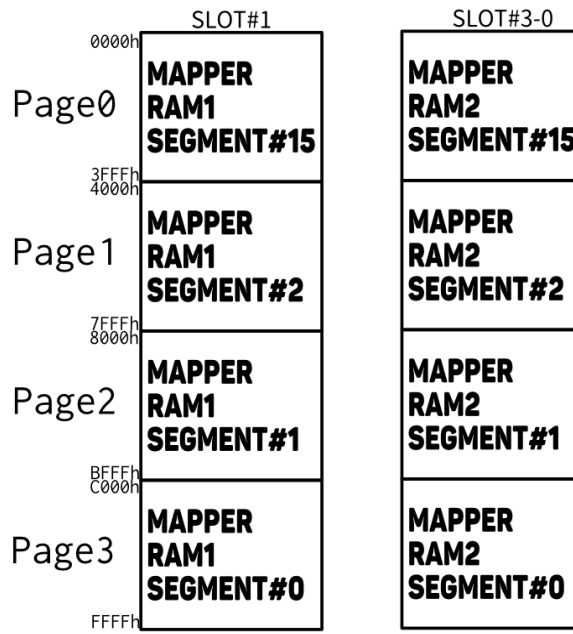 SLOT#1
SLOT#3-0
0000h
Page0
MAPPER
RAM1
SEGMENT#15
MAPPER
RAM2
SEGMENT#15
3FFFh
4000h
Page1
MAPPER
RAM1
SEGMENT#2
MAPPER
RAM2
SEGMENT#2
7FFFh
8000h
Page2
MAPPER
RAM1
SEGMENT#1
MAPPER
RAM2
SEGMENT#1
BFFFh
C000h
Page3
MAPPER
RAM1
SEGMENT#0
MAPPER
RAM2
SEGMENT#0
FFFFh